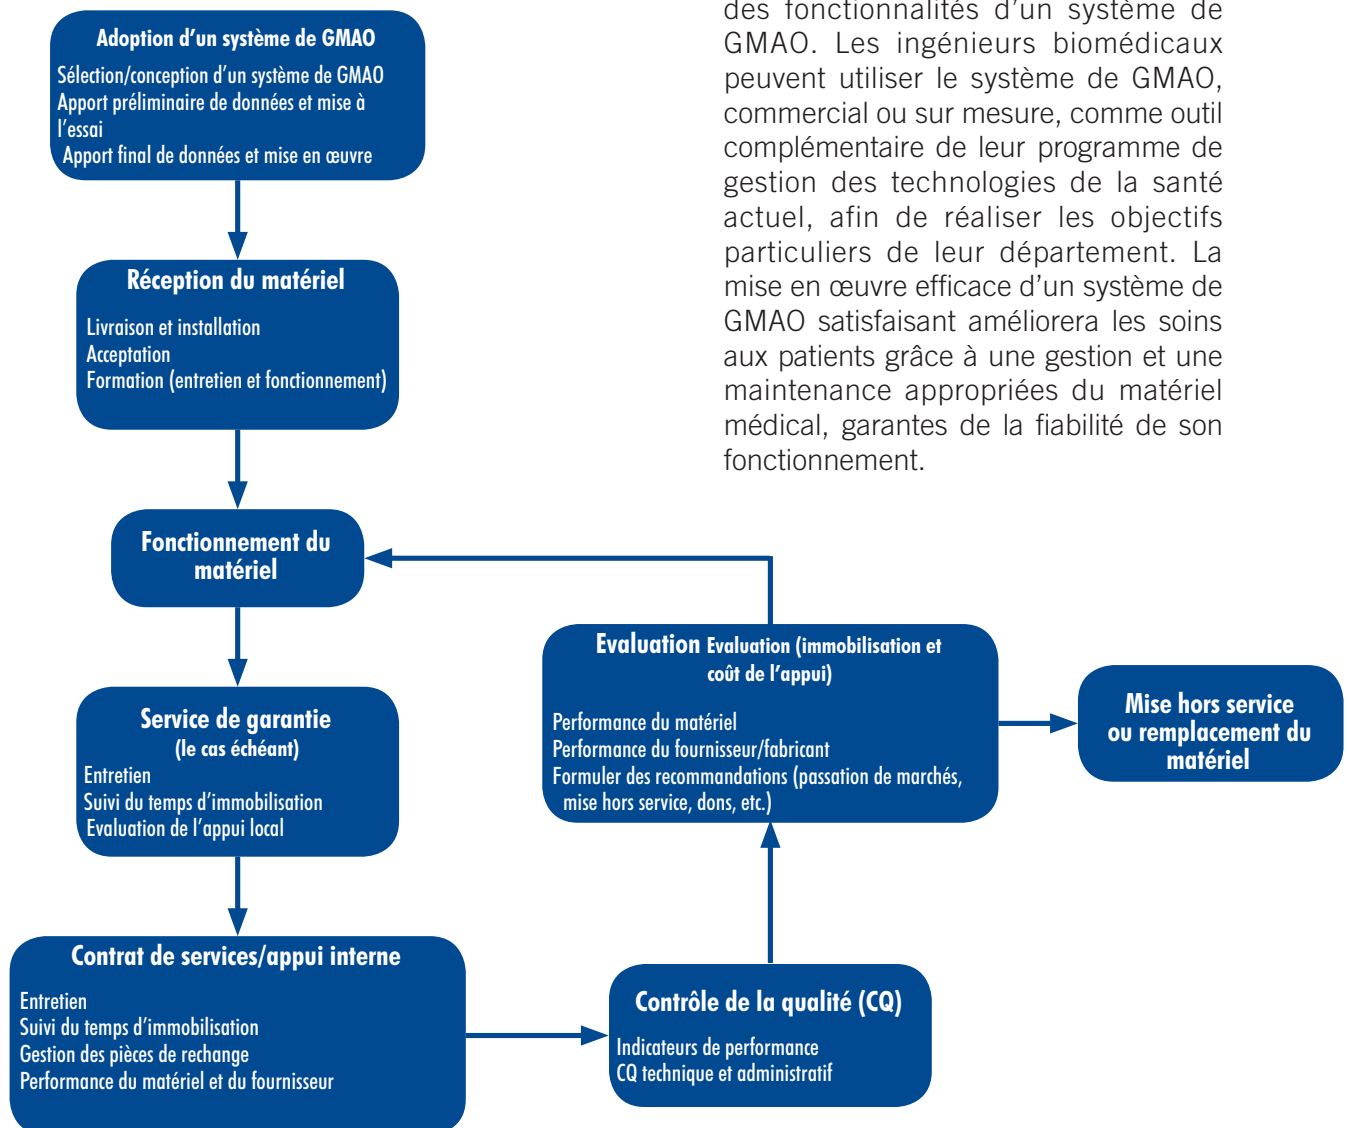 Adoption d’un système de GMAO
Sélection/conception d’un système de GMAO
Apport préliminaire de données et mise à
l’essai
Apport final de données et mise en œuvre
Réception du matériel
Livraison et installation
Acceptation
Formation (entretien et fonctionnement)
Fonctionnement du
matériel
Service de garantie
(le cas échéant)
Entretien
Suivi du temps d’immobilisation
Evaluation de l’appui local
Contrat de services/appui interne
Entretien
Suivi du temps d’immobilisation
Gestion des pièces de rechange
Performance du matériel et du fournisseur
Contrôle de la qualité (CQ)
Indicateurs de performance
CQ technique et administratif
Evaluation Evaluation (immobilisation et
coût de l’appui)
Performance du matériel
Performance du fournisseur/fabricant
Formuler des recommandations (passation de marchés,
mise hors service, dons, etc.)
Mise hors service
ou remplacement du
matériel
des fonctionnalités d’un système de
GMAO. Les ingénieurs biomédicaux
peuvent utiliser le système de GMAO,
commercial ou sur mesure, comme outil
complémentaire de leur programme de
gestion des technologies de la santé
actuel, afin de réaliser les objectifs
particuliers de leur département. La
mise en œuvre efficace d’un système de
GMAO satisfaisant améliorera les soins
aux patients grâce à une gestion et une
maintenance appropriées du matériel
médical, garantes de la fiabilité de son
fonctionnement.